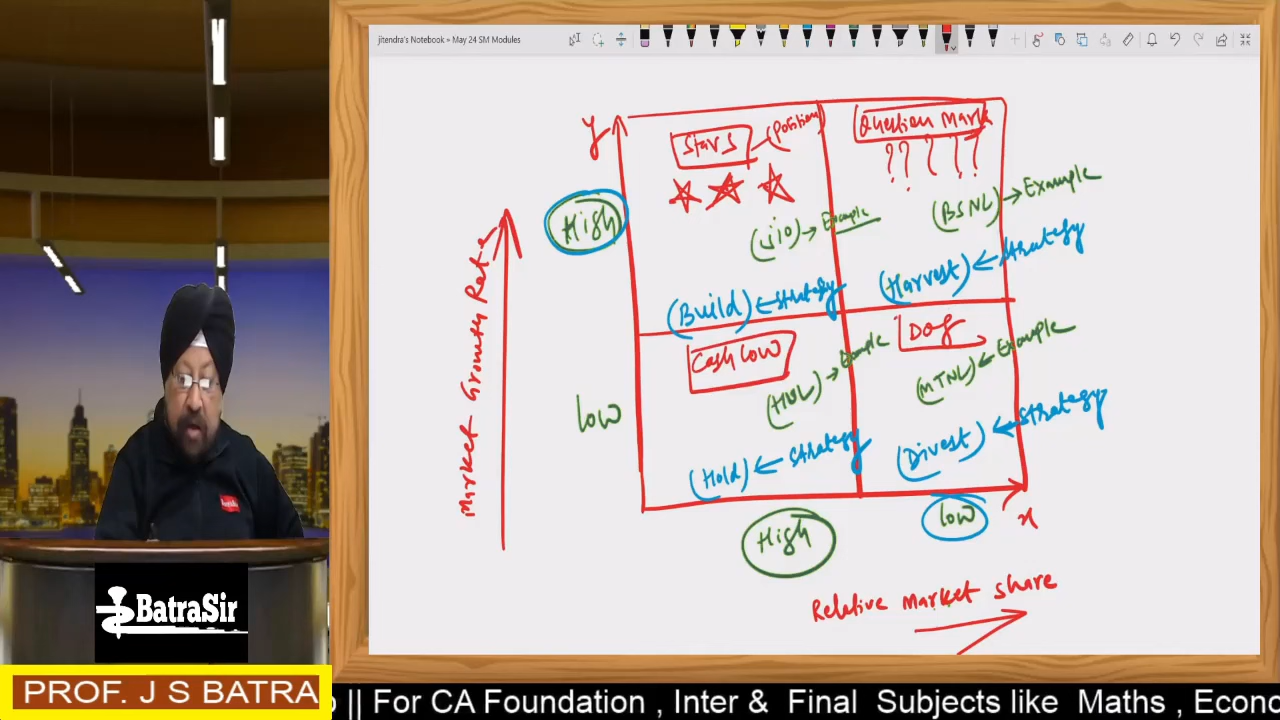 jitendra's Notebook » May 24 SM Modules
y
Stars
(Position)
Question Mark
? ? ? ? ?
High
(Jio) → Example
(BSNL) → Example
(Build) ← Strategy
(Harvest) ← Strategy
Market Growth Rate
low
Cash Cow
(HUL) → Example
Dog
(MTNL) ← Example
(Hold) ← Strategy
(Divest) ← Strategy
High
low
x
Relative Market share
BatraSir
PROF. J S BATRA
|| For CA Foundation , Inter & Final Subjects like Maths , Econo